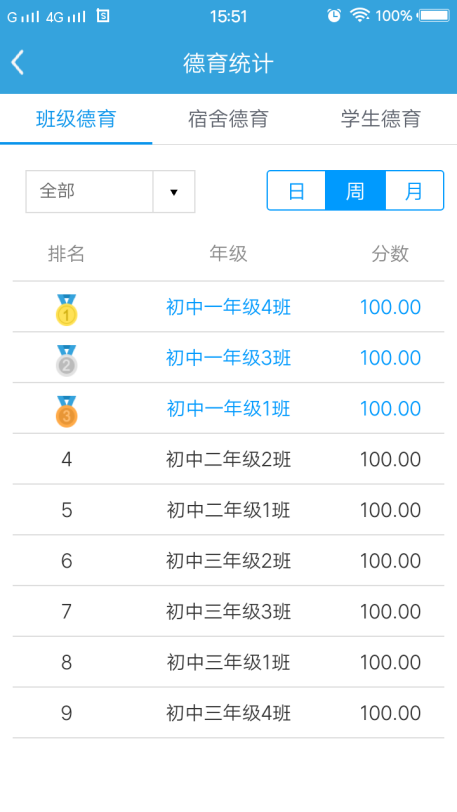 G 4G 15:51 100%
德育统计
班级德育 宿舍德育 学生德育
全部 日 周 月
排名 年级 分数
1 初中一年级4班 100.00
2 初中一年级3班 100.00
3 初中一年级1班 100.00
4 初中二年级2班 100.00
5 初中二年级1班 100.00
6 初中三年级2班 100.00
7 初中三年级3班 100.00
8 初中三年级1班 100.00
9 初中三年级4班 100.00